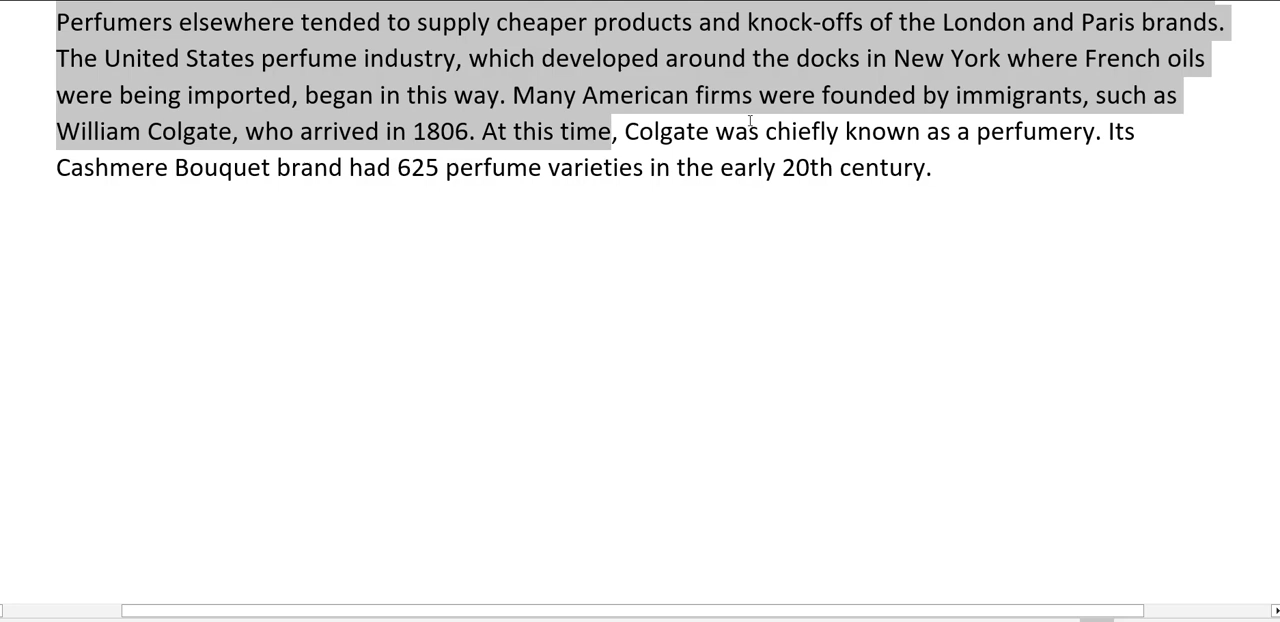 Perfumers elsewhere tended to supply cheaper products and knock-offs of the London and Paris brands.
The United States perfume industry, which developed around the docks in New York where French oils
were being imported, began in this way. Many American firms were founded by immigrants, such as
William Colgate, who arrived in 1806. At this time, Colgate was chiefly known as a perfumery. Its
Cashmere Bouquet brand had 625 perfume varieties in the early 20th century.